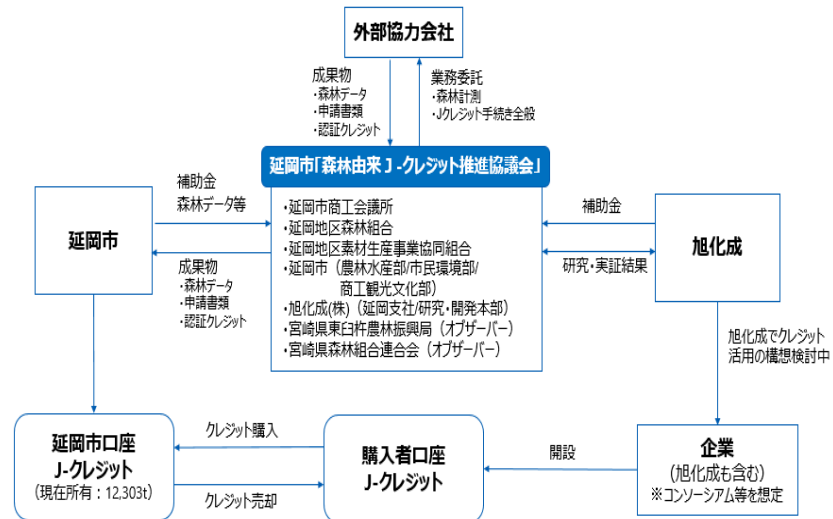 外部協力会社
成果物
・森林データ
・申請書類
・認証クレジット
業務委託
・森林計測
・Jクレジット手続き全般
延岡市「森林由来J-クレジット推進協議会」
・延岡市商工会議所
・延岡地区森林組合
・延岡地区素材生産事業協同組合
・延岡市（農林水産部/市民環境部/
商工観光文化部）
・旭化成(株)（延岡支社/研究・開発本部）
・宮崎県東臼杵農林振興局（オブザーバー）
・宮崎県森林組合連合会（オブザーバー）
延岡市
補助金
森林データ等
成果物
・森林データ
・申請書類
・認証クレジット
補助金
研究・実証結果
旭化成
旭化成でクレジット
活用の構想検討中
延岡市口座
J-クレジット
（現在所有：12,303t）
クレジット購入
クレジット売却
購入者口座
J-クレジット
開設
企業
(旭化成も含む)
※コンソーシアム等を想定